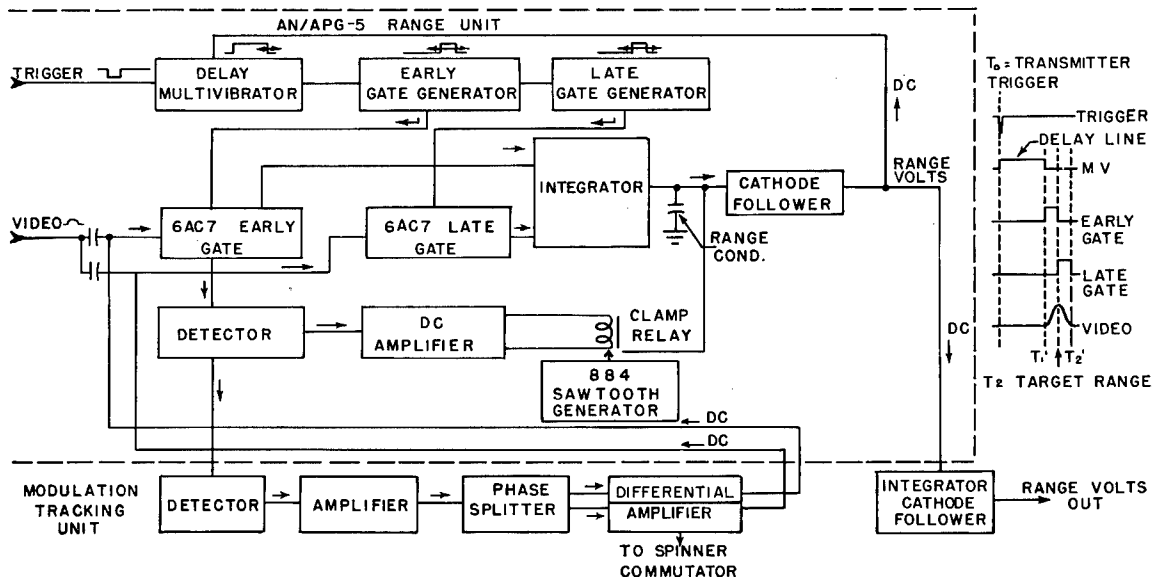 AN/APG-5 RANGE UNIT
TRIGGER
DELAY
MULTIVIBRATOR
EARLY
GATE GENERATOR
LATE
GATE GENERATOR
DC
INTEGRATOR
CATHODE
FOLLOWER
RANGE
VOLTS
RANGE
COND.
VIDEO
6AC7 EARLY
GATE
6AC7 LATE
GATE
DETECTOR
DC
AMPLIFIER
CLAMP
RELAY
884
SAWTOOTH
GENERATOR
DC
DC
DC
MODULATION
TRACKING
UNIT
DETECTOR
AMPLIFIER
PHASE
SPLITTER
DIFFERENTIAL
AMPLIFIER
TO SPINNER
COMMUTATOR
INTEGRATOR
CATHODE
FOLLOWER
RANGE VOLTS
OUT
To = TRANSMITTER
TRIGGER
TRIGGER
DELAY LINE
MV
EARLY
GATE
LATE
GATE
VIDEO
T1' T2'
T2 TARGET RANGE